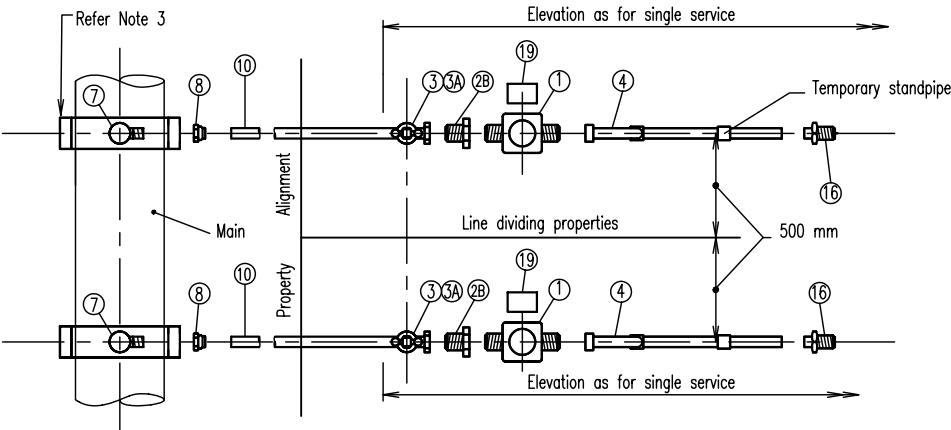 Refer Note 3
Elevation as for single service
19
10
8
7
3 3A 2B
1
4
Temporary standpipe
16
Alignment
Main
Line dividing properties
500 mm
Property
19
10
8
7
3 3A 2B
1
4
16
Elevation as for single service